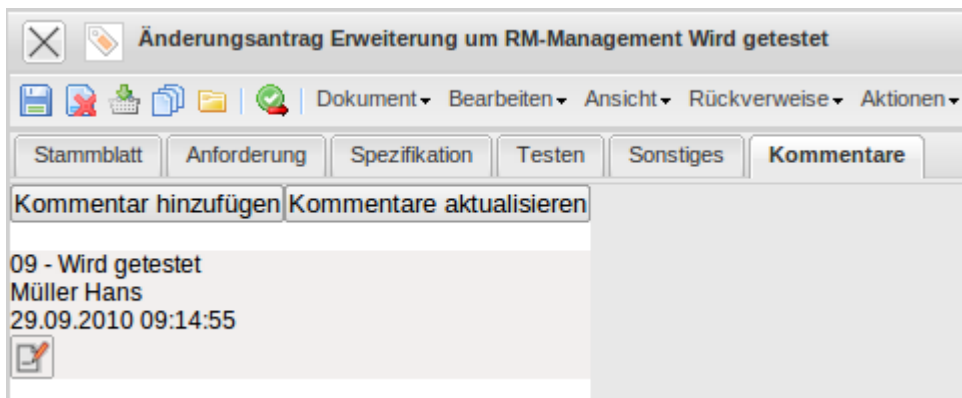 Änderungsantrag Erweiterung um RM-Management Wird getestet
Dokument Bearbeiten Ansicht Rückverweise Aktionen
Stammblatt Anforderung Spezifikation Testen Sonstiges Kommentare
Kommentar hinzufügen Kommentare aktualisieren
09 - Wird getestet
Müller Hans
29.09.2010 09:14:55